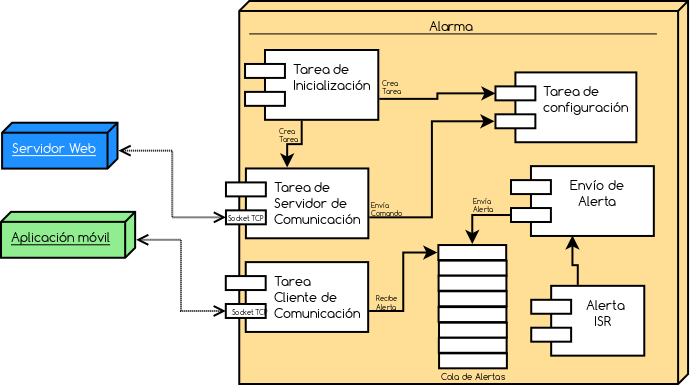 Alarma
Tarea de
Inicialización
Crea
Tarea
Tarea de
configuración
Crea
Tarea
Servidor Web
Tarea de
Servidor de
Comunicación
Socket TCP
Envía
Comando
Envío de
Alerta
Envía
Alerta
Aplicación móvil
Tarea
Cliente de
Comunicación
Socket TCP
Recibe
Alerta
Alerta
ISR
Cola de Alertas